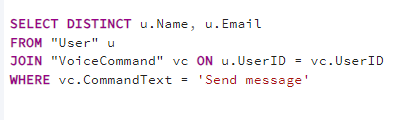 SELECT DISTINCT u.Name, u.Email
FROM "User" u
JOIN "VoiceCommand" vc ON u.UserID = vc.UserID
WHERE vc.CommandText = 'Send message'